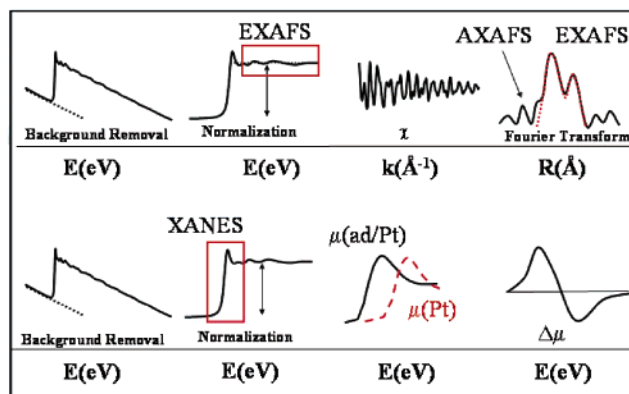 EXAFS
AXAFS EXAFS
Background Removal
Normalization
χ
Fourier Transform
E(eV) E(eV) k(Å⁻¹) R(Å)
XANES
μ(ad/Pt)
μ(Pt)
Background Removal
Normalization
Δμ
E(eV) E(eV) E(eV) E(eV)